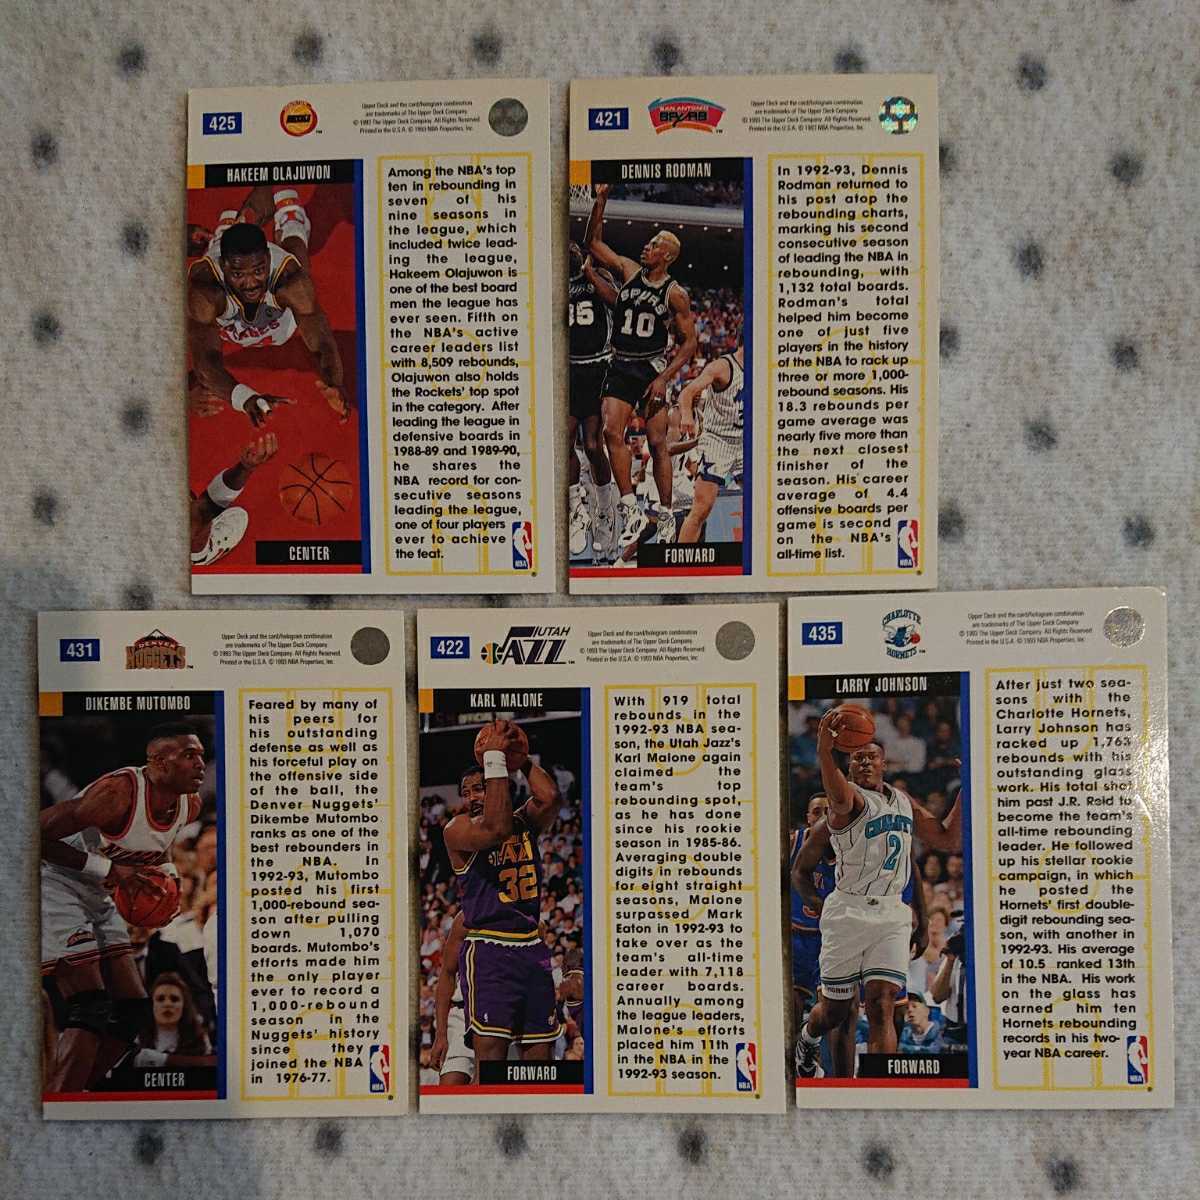 425
Upper Deck and the card/hologram combination
are trademarks of The Upper Deck Company.
© 1993 The Upper Deck Company. All Rights Reserved.
Printed in the U.S.A. © 1993 NBA Properties, Inc.
HAKEEM OLAJUWON
Among the NBA's top
ten in rebounding in
seven of his
nine seasons in
the league, which
included twice lead-
ing the league,
Hakeem Olajuwon is
one of the best board
men the league has
ever seen. Fifth on
the NBA's active
career leaders list
with 8,509 rebounds,
Olajuwon also holds
the Rockets' top spot
in the category. After
leading the league in
defensive boards in
1988-89 and 1989-90,
he shares the
NBA record for con-
secutive seasons
leading the league,
one of four players
ever to achieve
the feat.
CENTER
NBA
421
SAN ANTONIO
SPURS
Upper Deck and the card/hologram combination
are trademarks of The Upper Deck Company.
© 1993 The Upper Deck Company. All Rights Reserved.
Printed in the U.S.A. © 1993 NBA Properties, Inc.
DENNIS RODMAN
SPURS
10
In 1992-93, Dennis
Rodman returned to
his post atop the
rebounding charts,
marking his second
consecutive season
of leading the NBA in
rebounding, with
1,132 total boards.
Rodman's total
helped him become
one of just five
players in the history
of the NBA to rack up
three or more 1,000-
rebound seasons. His
18.3 rebounds per
game average was
nearly five more than
the next closest
finisher of the
season. His career
average of 4.4
offensive boards per
game is second
on the NBA's
all-time list.
FORWARD
NBA
431
DENVER
NUGGETS
Upper Deck and the card/hologram combination
are trademarks of The Upper Deck Company.
© 1993 The Upper Deck Company. All Rights Reserved.
Printed in the U.S.A. © 1993 NBA Properties, Inc.
DIKEMBE MUTOMBO
Feared by many of
his peers for
his outstanding
defense as well as
his forceful play on
the offensive side
of the ball, the
Denver Nuggets'
Dikembe Mutombo
ranks as one of the
best rebounders in
the NBA. In
1992-93, Mutombo
posted his first
1,000-rebound sea-
son after pulling
down 1,070
boards. Mutombo's
efforts made him
the only player
ever to record a
1,000-rebound
season in the
Nuggets' history
since they
joined the NBA
in 1976-77.
CENTER
NBA
422
UTAH
JAZZ
Upper Deck and the card/hologram combination
are trademarks of The Upper Deck Company.
© 1993 The Upper Deck Company. All Rights Reserved.
Printed in the U.S.A. © 1993 NBA Properties, Inc.
KARL MALONE
32
With 919 total
rebounds in the
1992-93 NBA sea-
son, the Utah Jazz's
Karl Malone again
claimed the
team's top
rebounding spot,
as he has done
since his rookie
season in 1985-86.
Averaging double
digits in rebounds
for eight straight
seasons, Malone
surpassed Mark
Eaton in 1992-93 to
take over as the
team's all-time
leader with 7,118
career boards.
Annually among
the league leaders,
Malone's efforts
placed him 11th
in the NBA in the
1992-93 season.
FORWARD
NBA
435
CHARLOTTE
HORNETS
Upper Deck and the card/hologram combination
are trademarks of The Upper Deck Company.
© 1993 The Upper Deck Company. All Rights Reserved.
Printed in the U.S.A. © 1993 NBA Properties, Inc.
LARRY JOHNSON
CHARLOTTE
2
HORNETS
After just two sea-
sons with the
Charlotte Hornets,
Larry Johnson has
racked up 1,763
rebounds with his
outstanding glass
work. His total shot
him past J.R. Reid to
become the team's
all-time rebounding
leader. He followed
up his stellar rookie
campaign, in which
he posted the
Hornets' first double-
digit rebounding sea-
son, with another in
1992-93. His average
of 10.5 ranked 13th
in the NBA. His work
on the glass has
earned him ten
Hornets rebounding
records in his two-
year NBA career.
FORWARD
NBA